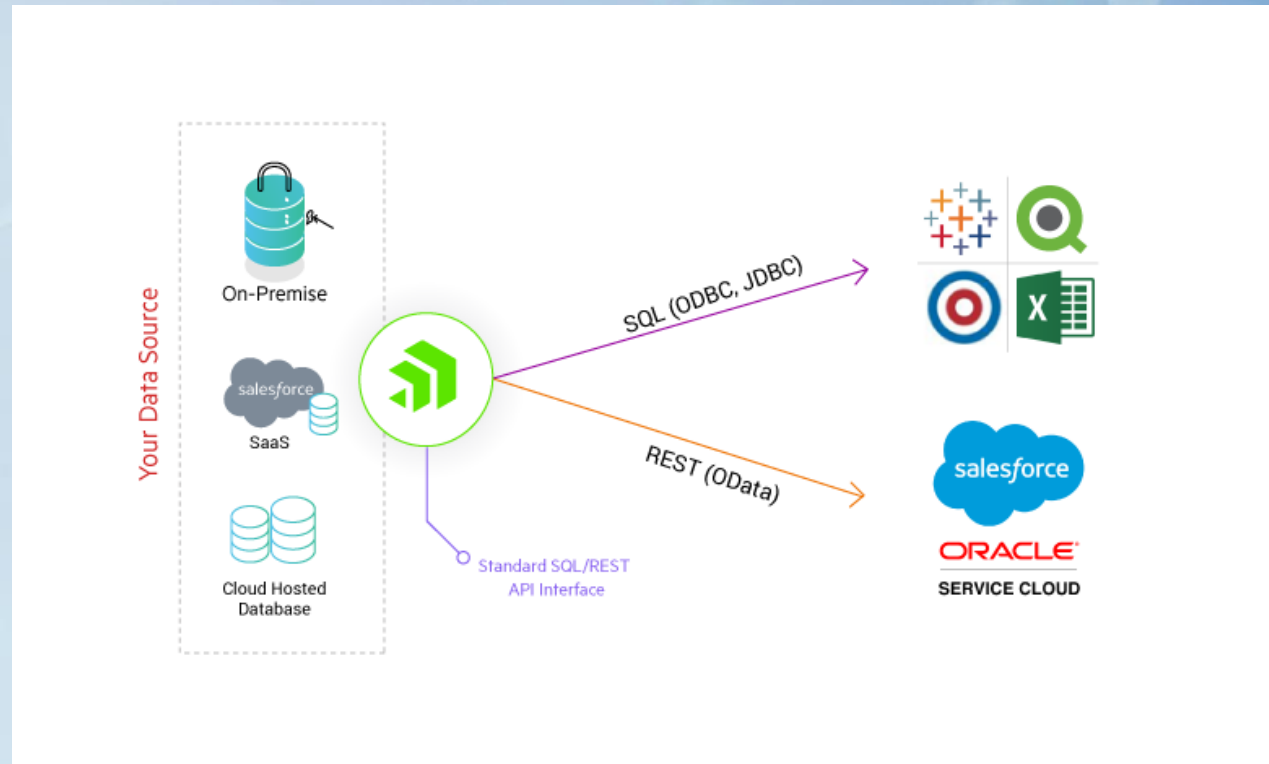 Your Data Source
On-Premise
salesforce
SaaS
Cloud Hosted
Database
SQL (ODBC, JDBC)
REST (OData)
Standard SQL/REST
API Interface
X
salesforce
ORACLE®
SERVICE CLOUD